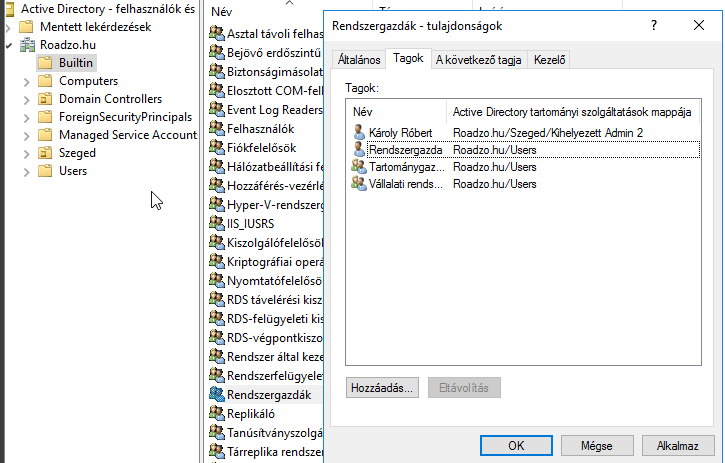 Active Directory - felhasználók és
Mentett lekérdezések
Roadzo.hu
Builtin
Computers
Domain Controllers
ForeignSecurityPrincipals
Managed Service Account
Szeged
Users
Név
Asztal távoli felhas
Bejövő erdőszintű
Biztonságimásolat
Elosztott COM-fel
Event Log Readers
Felhasználók
Fiókfelelősök
Hálózatbeállítási fe
Hozzáférés-vezérlé
Hyper-V-rendszerg
IIS_IUSRS
Kiszolgálófelelősök
Kriptográfiai operá
Nyomtatófelelősök
RDS távelérési kisz
RDS-felügyeleti kis
RDS-végpontkiszo
Rendszer által keze
Rendszerfelügyelet
Rendszergazdák
Replikáló
Tanúsítványszolgá
Tárreplika rendszer
Rendszergazdák - tulajdonságok
?
Általános
Tagok
A következő tagja
Kezelő
Tagok:
Név Active Directory tartományi szolgáltatások mappája
Károly Róbert Roadzo.hu/Szeged/Kihelyezett Admin 2
Rendszergazda Roadzo.hu/Users
Tartománygaz... Roadzo.hu/Users
Vállalati rends... Roadzo.hu/Users
Hozzáadás...
Eltávolítás
OK
Mégse
Alkalmaz